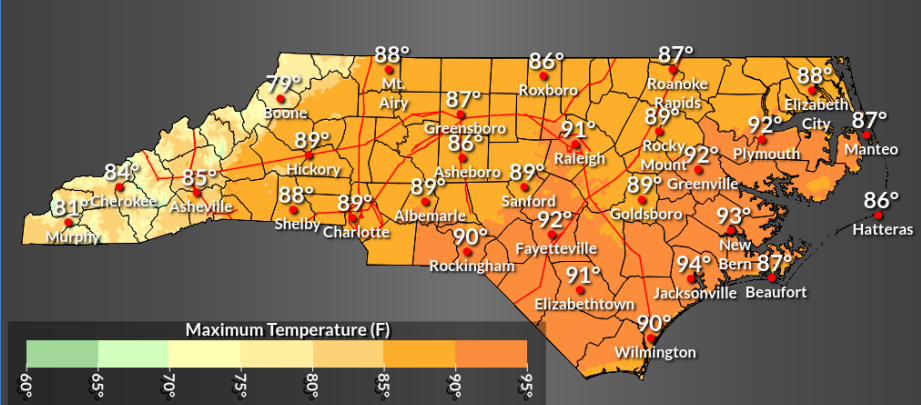 88°
Mt.
Airy
86°
Roxboro
87°
Roanoke
Rapids
88°
Elizabeth
City
79°
Boone
87°
Greensboro
89°
Rocky
Mount
87°
Manteo
89°
Hickory
86°
Asheboro
91°
Raleigh
92°
Plymouth
84°
Cherokee
85°
Asheville
92°
Greenville
81°
Murphy
88°
Shelby
89°
Charlotte
89°
Albemarle
89°
Sanford
89°
Goldsboro
86°
Hatteras
90°
Rockingham
92°
Fayetteville
93°
New
Bern
91°
Elizabethtown
94°
Jacksonville
87°
Beaufort
90°
Wilmington
Maximum Temperature (F)
60° 65° 70° 75° 80° 85° 90° 95°